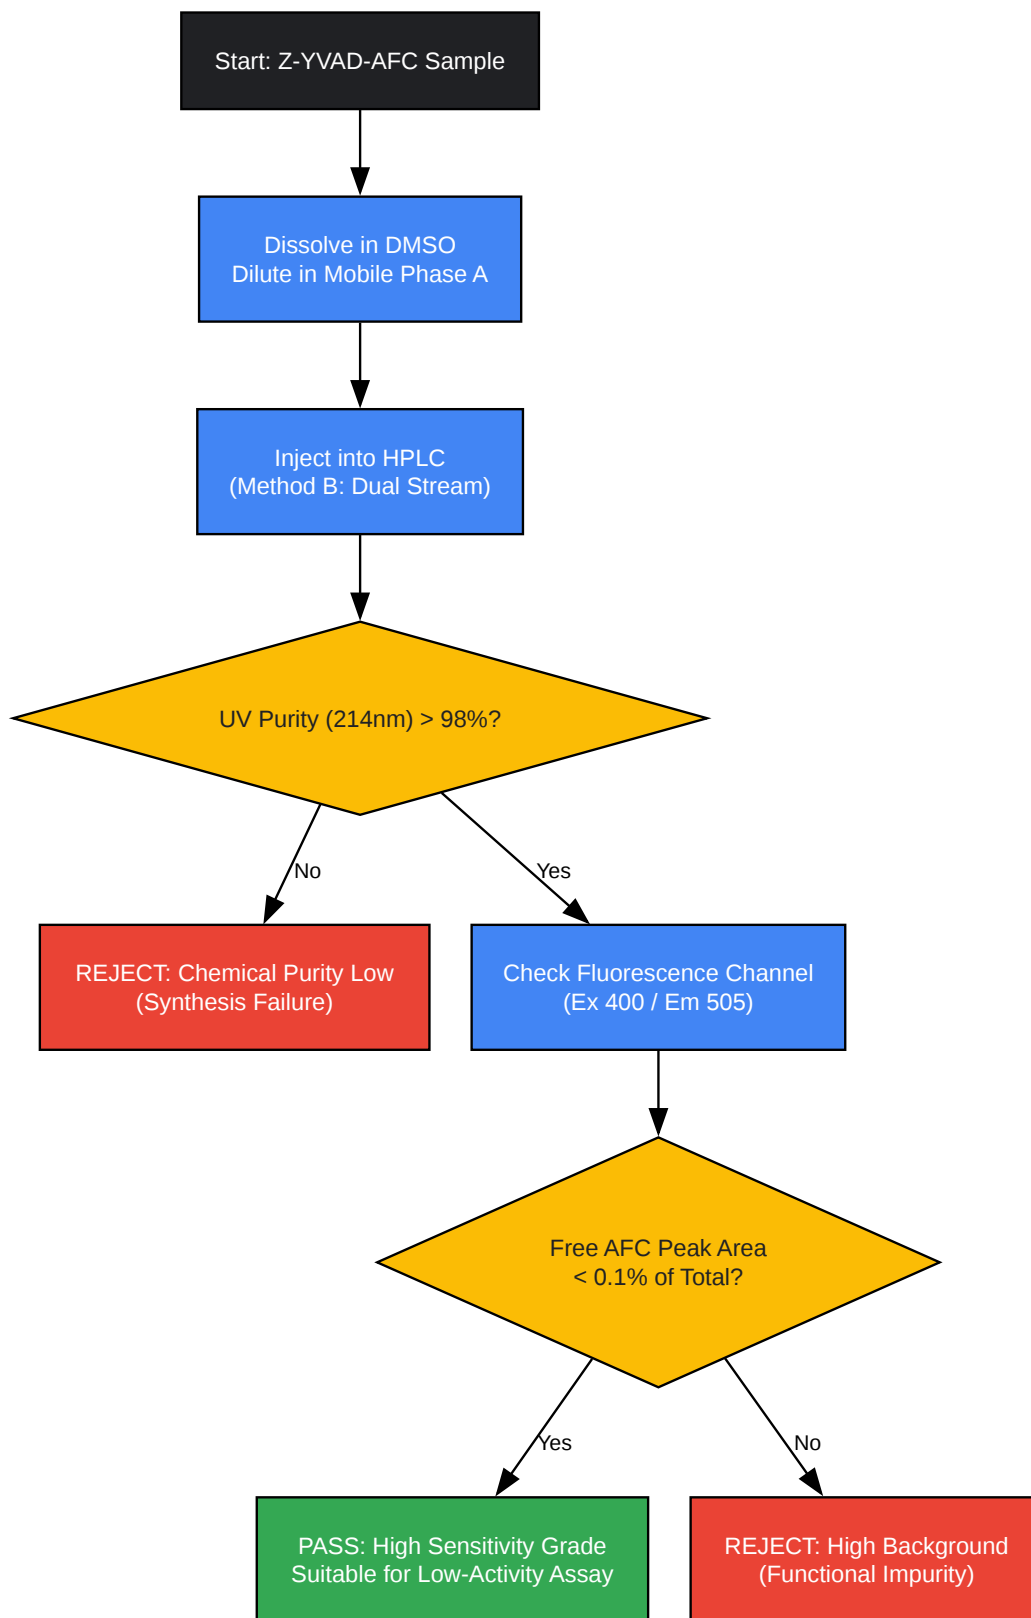 Start: Z-YVAD-AFC Sample
Dissolve in DMSO
Dilute in Mobile Phase A
Inject into HPLC
(Method B: Dual Stream)
UV Purity (214nm) > 98%?
No
Yes
REJECT: Chemical Purity Low
(Synthesis Failure)
Check Fluorescence Channel
(Ex 400 / Em 505)
Free AFC Peak Area
< 0.1% of Total?
Yes
No
PASS: High Sensitivity Grade
Suitable for Low-Activity Assay
REJECT: High Background
(Functional Impurity)